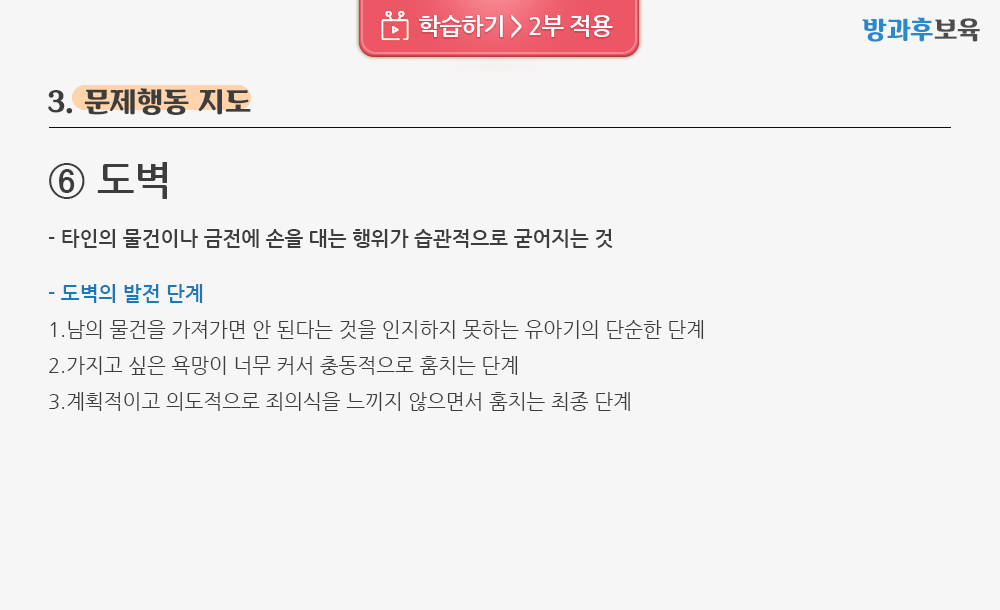 학습하기 > 2부 적용
방과후보육
3. 문제행동 지도
⑥ 도벽
- 타인의 물건이나 금전에 손을 대는 행위가 습관적으로 굳어지는 것
- 도벽의 발전 단계
1.남의 물건을 가져가면 안 된다는 것을 인지하지 못하는 유아기의 단순한 단계
2.가지고 싶은 욕망이 너무 커서 충동적으로 훔치는 단계
3.계획적이고 의도적으로 죄의식을 느끼지 않으면서 훔치는 최종 단계